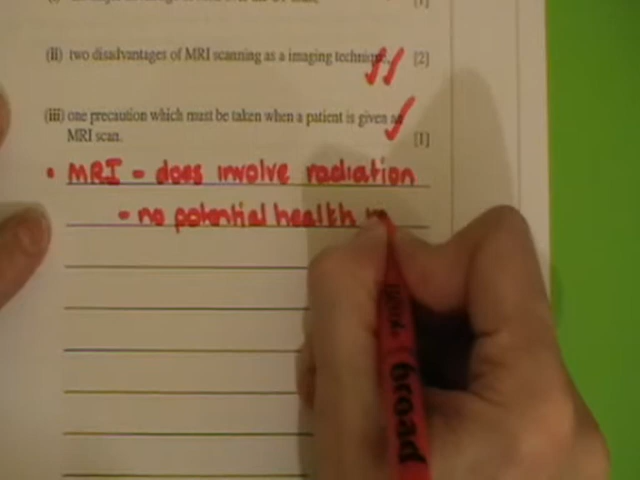 [1]
(ii) two disadvantages of MRI scanning as a imaging technique. [2]
(iii) one precaution which must be taken when a patient is given an
MRI scan. [1]
• MRI - does involve radiation
- no potential health
broad